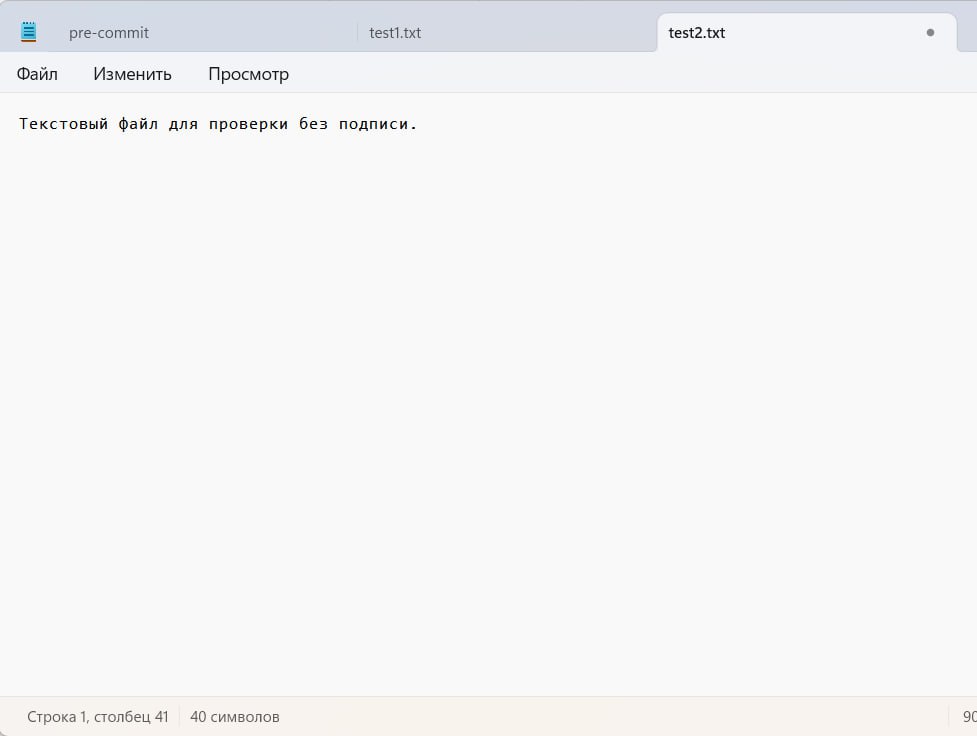 pre-commit
test1.txt
test2.txt
Файл
Изменить
Просмотр
Текстовый файл для проверки без подписи.
Строка 1, столбец 41
40 символов
90